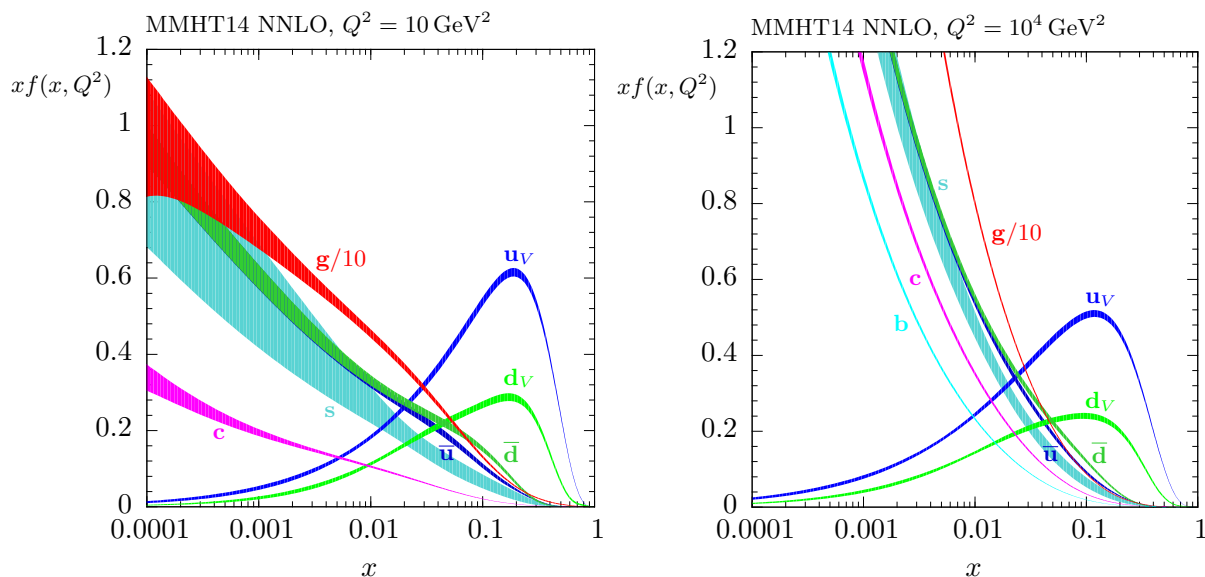 MMHT14 NNLO, Q² = 10 GeV²
xf(x, Q²)
1.2
1
0.8
0.6
0.4
0.2
0
g/10
u_V
d_V
s
c
ū
d̄
0.0001
0.001
0.01
0.1
1
x
MMHT14 NNLO, Q² = 10⁴ GeV²
xf(x, Q²)
1.2
1
0.8
0.6
0.4
0.2
0
s
g/10
c
b
u_V
d_V
ū
d̄
0.0001
0.001
0.01
0.1
1
x